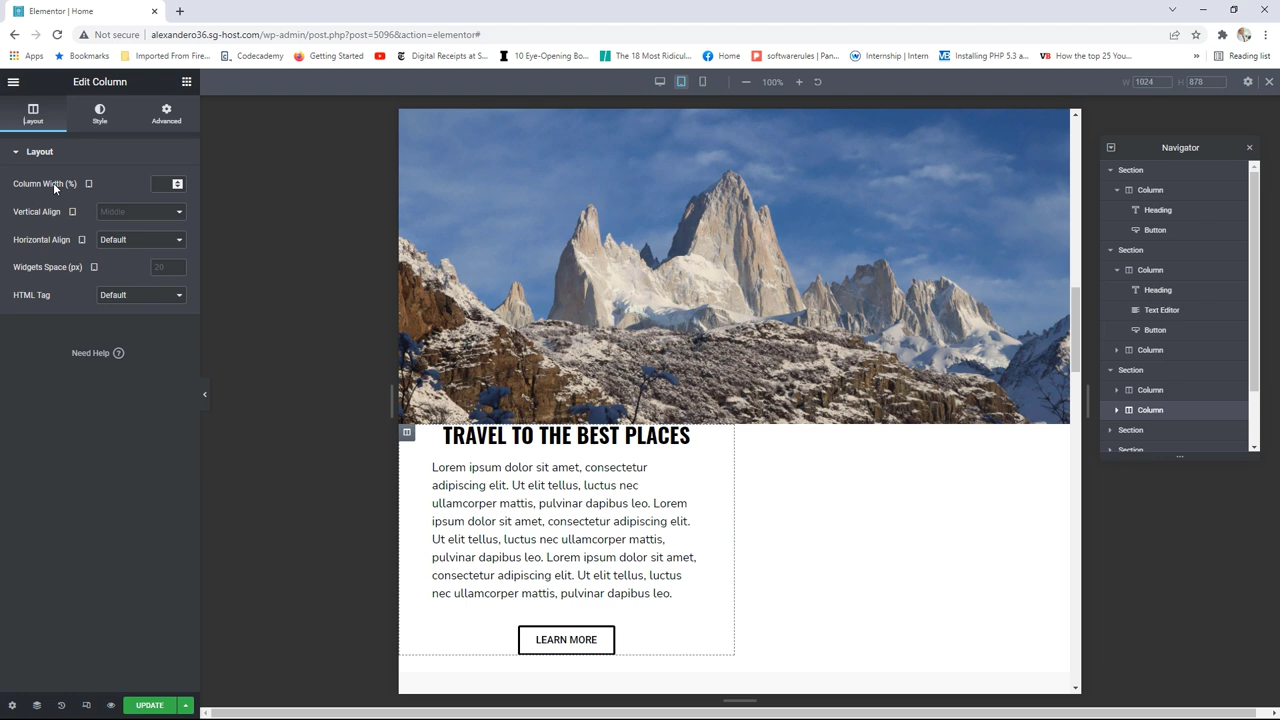 Elementor | Home
Not secure | alexandero36.sg-host.com/wp-admin/post.php?post=5096&action=elementor#
Apps
Bookmarks
Imported From Fire...
Codecademy
Getting Started
Digital Receipts at S...
10 Eye-Opening Bo...
The 18 Most Ridicul...
Home
softwarerules | Pan...
Internship | Intern
Installing PHP 5.3 a...
How the top 25 You...
»
Reading list
Edit Column
100%
W 1024
H 878
Layout
Style
Advanced
Layout
Column Width (%)
Vertical Align
Middle
Horizontal Align
Default
Widgets Space (px)
20
HTML Tag
Default
Need Help ?
TRAVEL TO THE BEST PLACES
Lorem ipsum dolor sit amet, consectetur
adipiscing elit. Ut elit tellus, luctus nec
ullamcorper mattis, pulvinar dapibus leo. Lorem
ipsum dolor sit amet, consectetur adipiscing elit.
Ut elit tellus, luctus nec ullamcorper mattis,
pulvinar dapibus leo. Lorem ipsum dolor sit amet,
consectetur adipiscing elit. Ut elit tellus, luctus
nec ullamcorper mattis, pulvinar dapibus leo.
LEARN MORE
Navigator
Section
Column
Heading
Button
Section
Column
Heading
Text Editor
Button
Column
Section
Column
Column
Section
Section
UPDATE